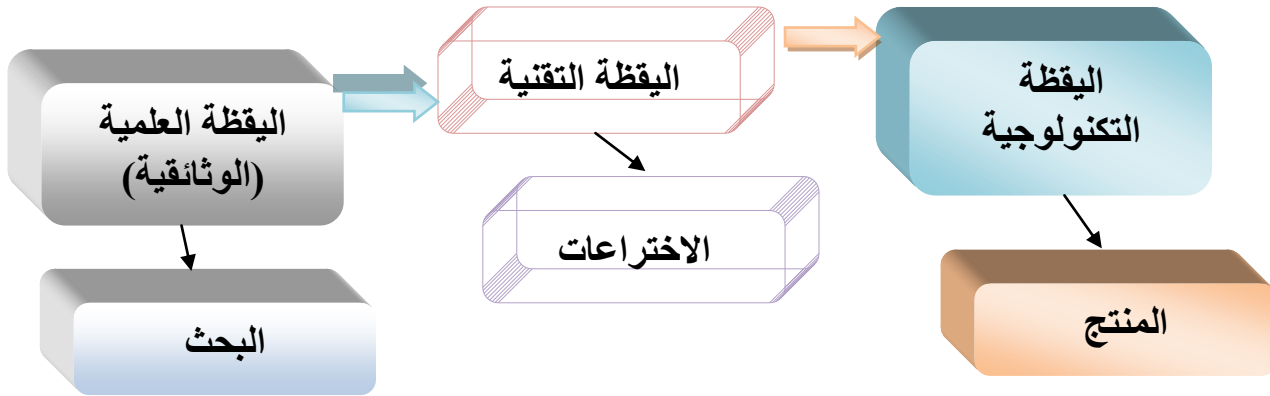 اليقظة العلمية
(الوثائقية)
اليقظة التقنية
اليقظة
التكنولوجية
البحث
الاختراعات
المنتج